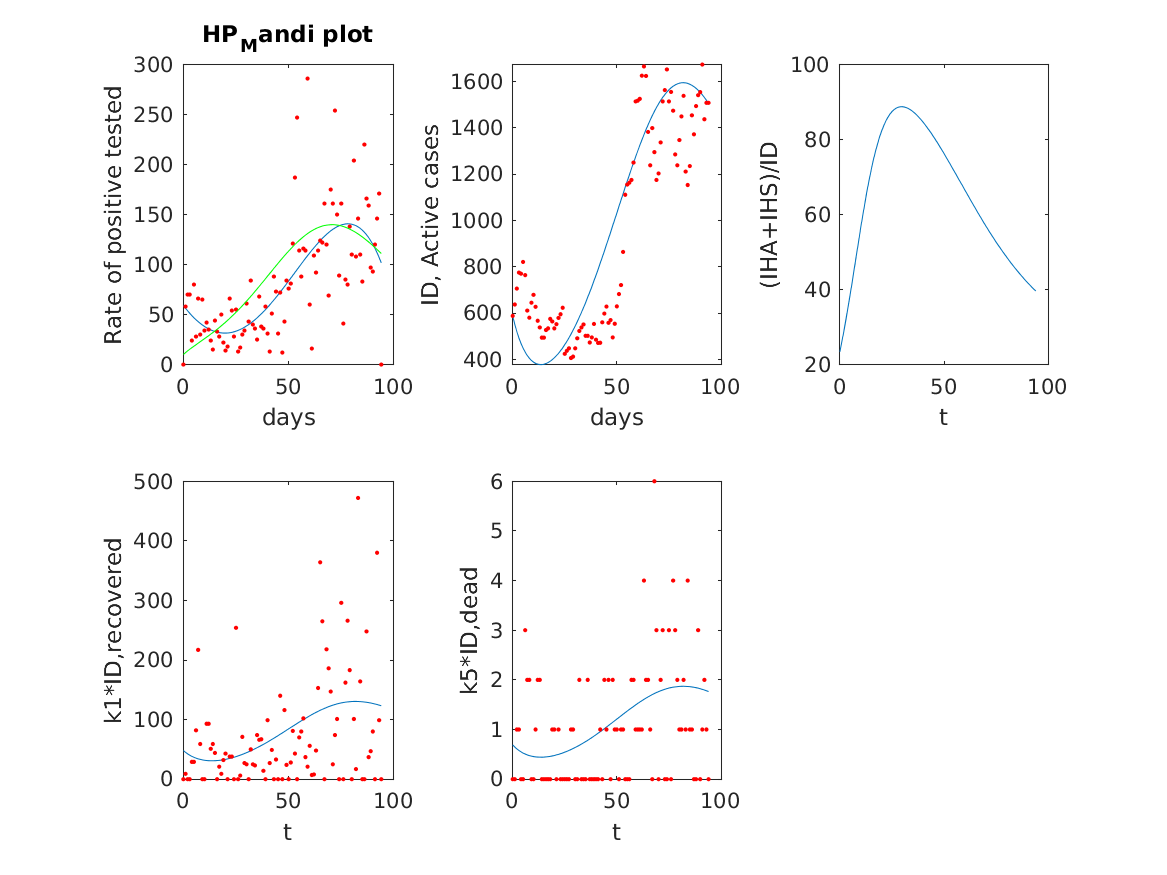 HP_Mandi plot
300
250
200
150
100
50
0
Rate of positive tested
0 50 100
days
1600
1400
1200
1000
800
600
400
ID, Active cases
0 50 100
days
100
80
60
40
20
(IHA+IHS)/ID
0 50 100
t
500
400
300
200
100
0
k1*ID,recovered
0 50 100
t
6
5
4
3
2
1
0
k5*ID,dead
0 50 100
t